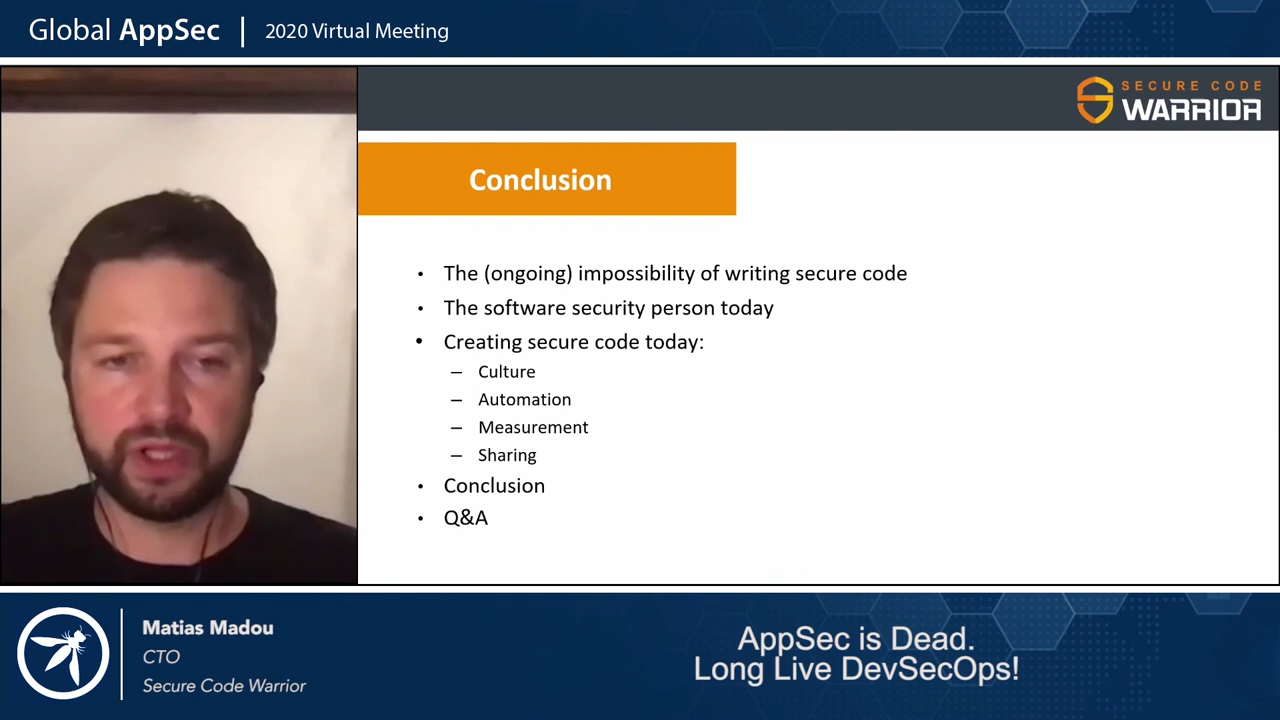 Global AppSec | 2020 Virtual Meeting
SECURE CODE
WARRIOR
Conclusion
• The (ongoing) impossibility of writing secure code
• The software security person today
• Creating secure code today:
– Culture
– Automation
– Measurement
– Sharing
• Conclusion
• Q&A
Matias Madou
CTO
Secure Code Warrior
AppSec is Dead.
Long Live DevSecOps!